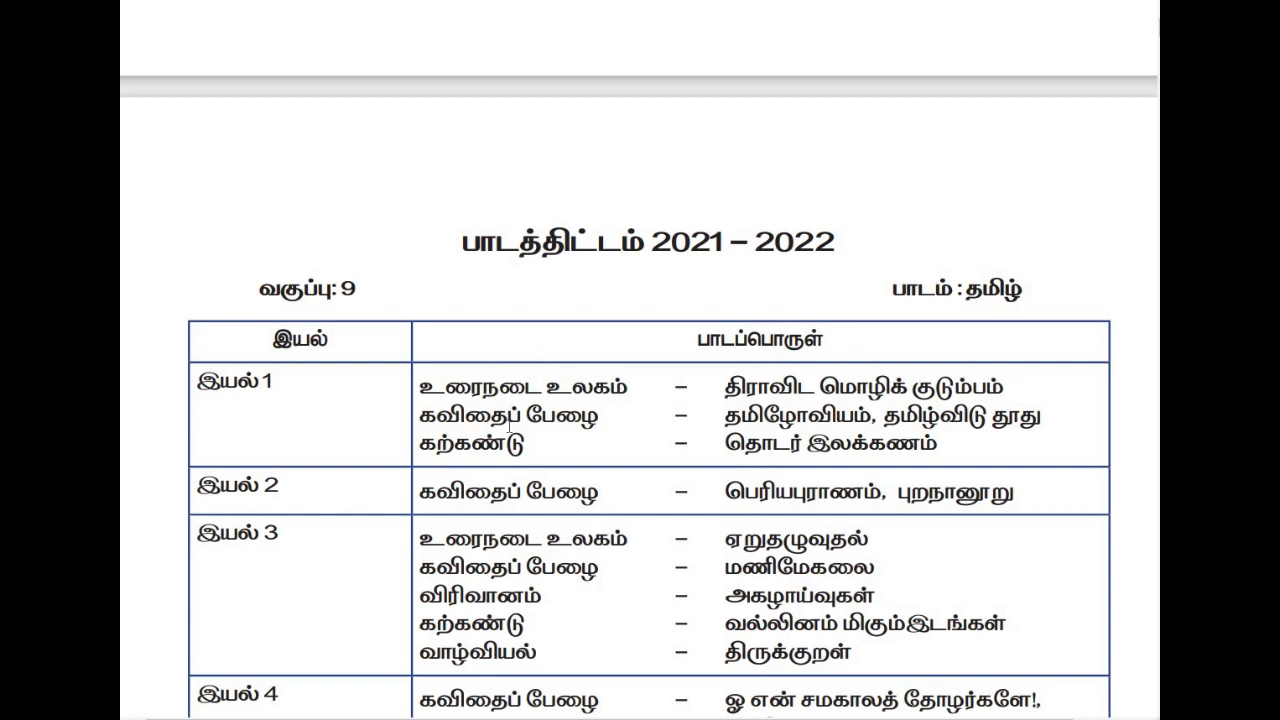 பாடத்திட்டம் 2021 – 2022
வகுப்பு: 9 பாடம் : தமிழ்
இயல் பாடப்பொருள்
இயல் 1 உரைநடை உலகம் – திராவிட மொழிக் குடும்பம்
கவிதைப் பேழை – தமிழோவியம், தமிழ்விடு தூது
கற்கண்டு – தொடர் இலக்கணம்
இயல் 2 கவிதைப் பேழை – பெரியபுராணம், புறநானூறு
இயல் 3 உரைநடை உலகம் – ஏறுதழுவுதல்
கவிதைப் பேழை – மணிமேகலை
விரிவானம் – அகழாய்வுகள்
கற்கண்டு – வல்லினம் மிகும்இடங்கள்
வாழ்வியல் – திருக்குறள்
இயல் 4 கவிதைப் பேழை – ஓ என் சமகாலத் தோழர்களே!,